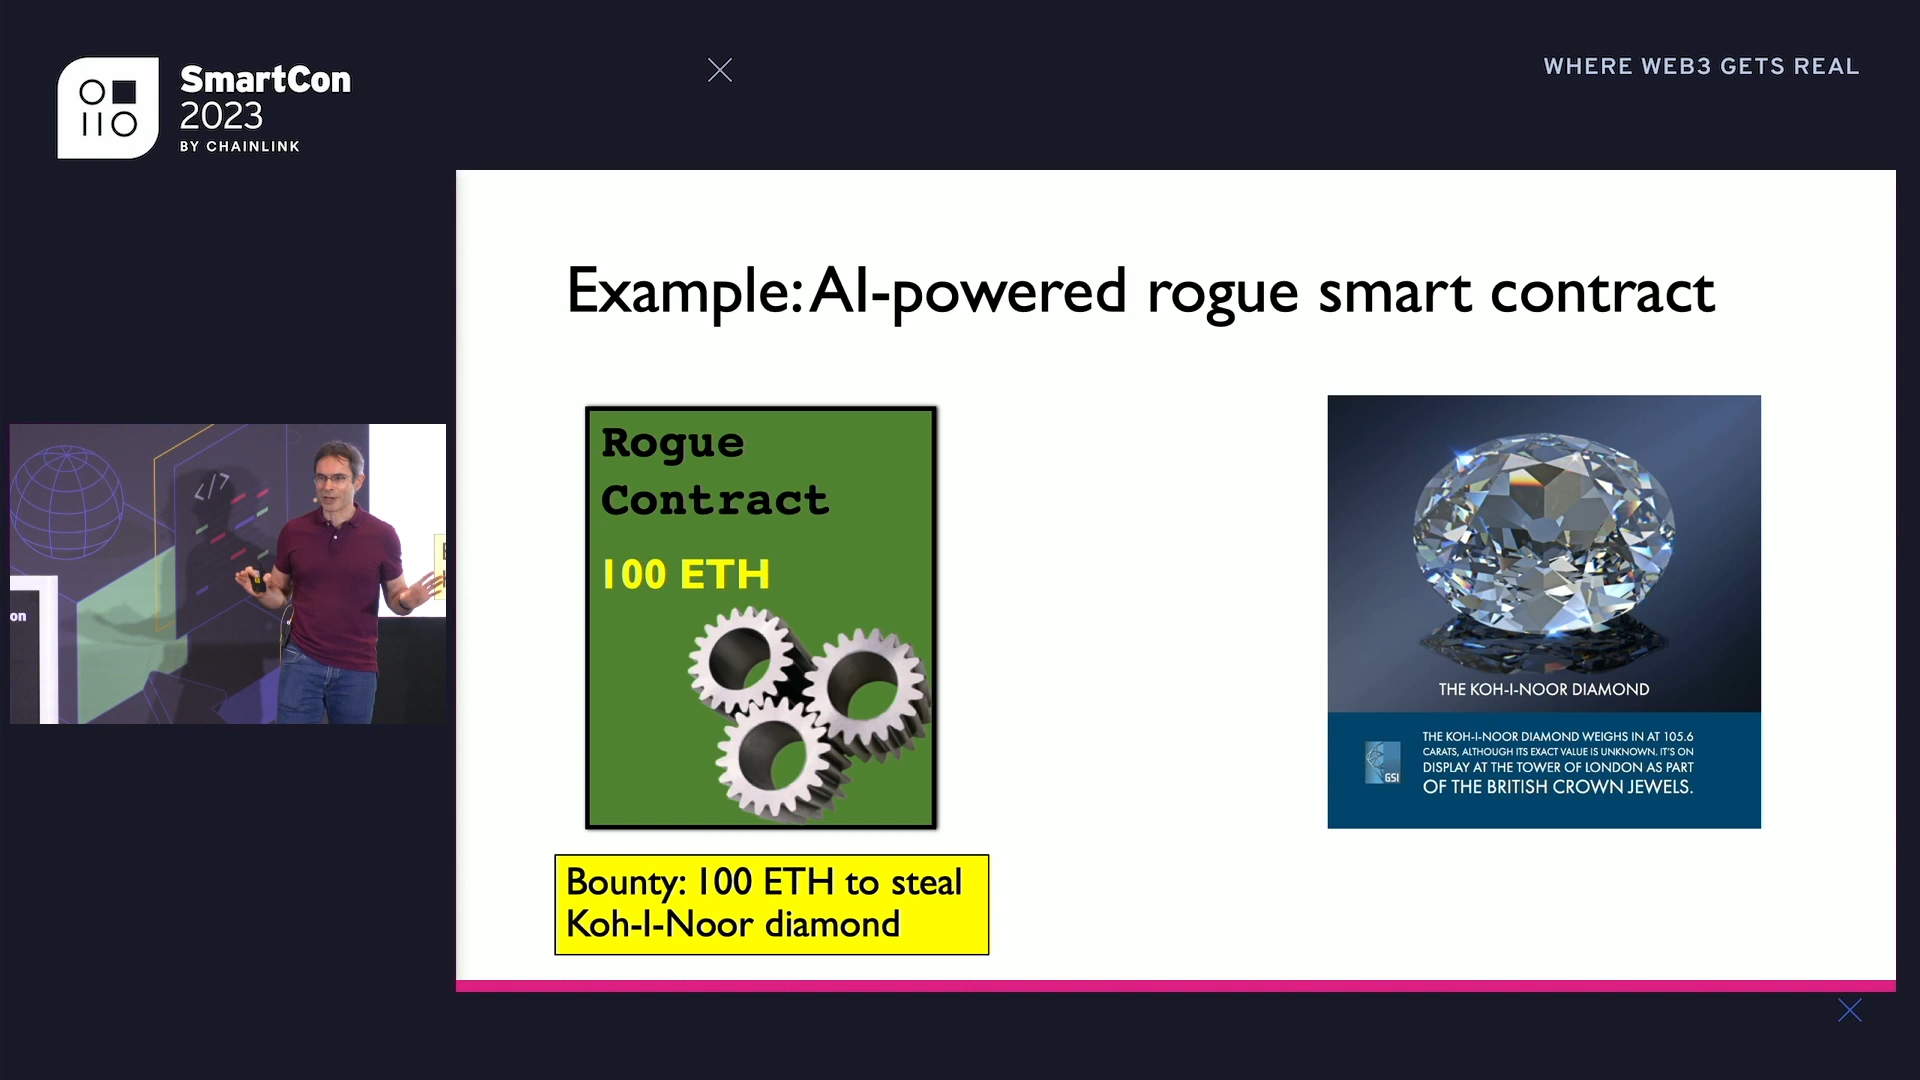 SmartCon
2023
BY CHAINLINK
WHERE WEB3 GETS REAL
Example: AI-powered rogue smart contract
Rogue
Contract
100 ETH
Bounty: 100 ETH to steal
Koh-I-Noor diamond
THE KOH-I-NOOR DIAMOND
THE KOH-I-NOOR DIAMOND WEIGHS IN AT 105.6
CARATS, ALTHOUGH ITS EXACT VALUE IS UNKNOWN. IT'S ON
DISPLAY AT THE TOWER OF LONDON AS PART
OF THE BRITISH CROWN JEWELS.
GSI
</>
on